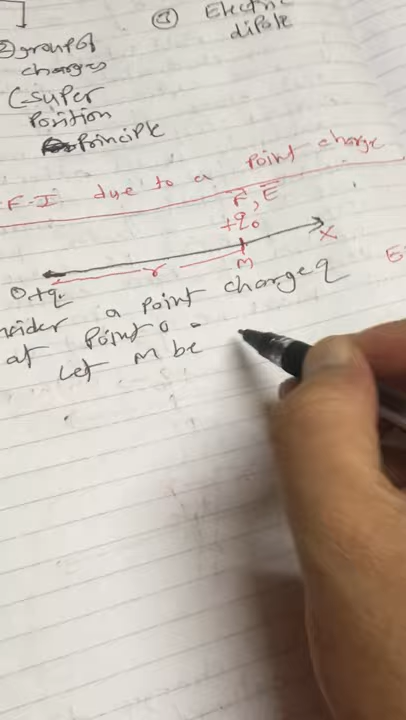 ③ Electric
dipole
② group of
charges
(-super
Position
Principle
E-I due to a point charge
F, E
+q₀
X
r
M
O+q
nsider a point charge q
at Point O.
Let M be